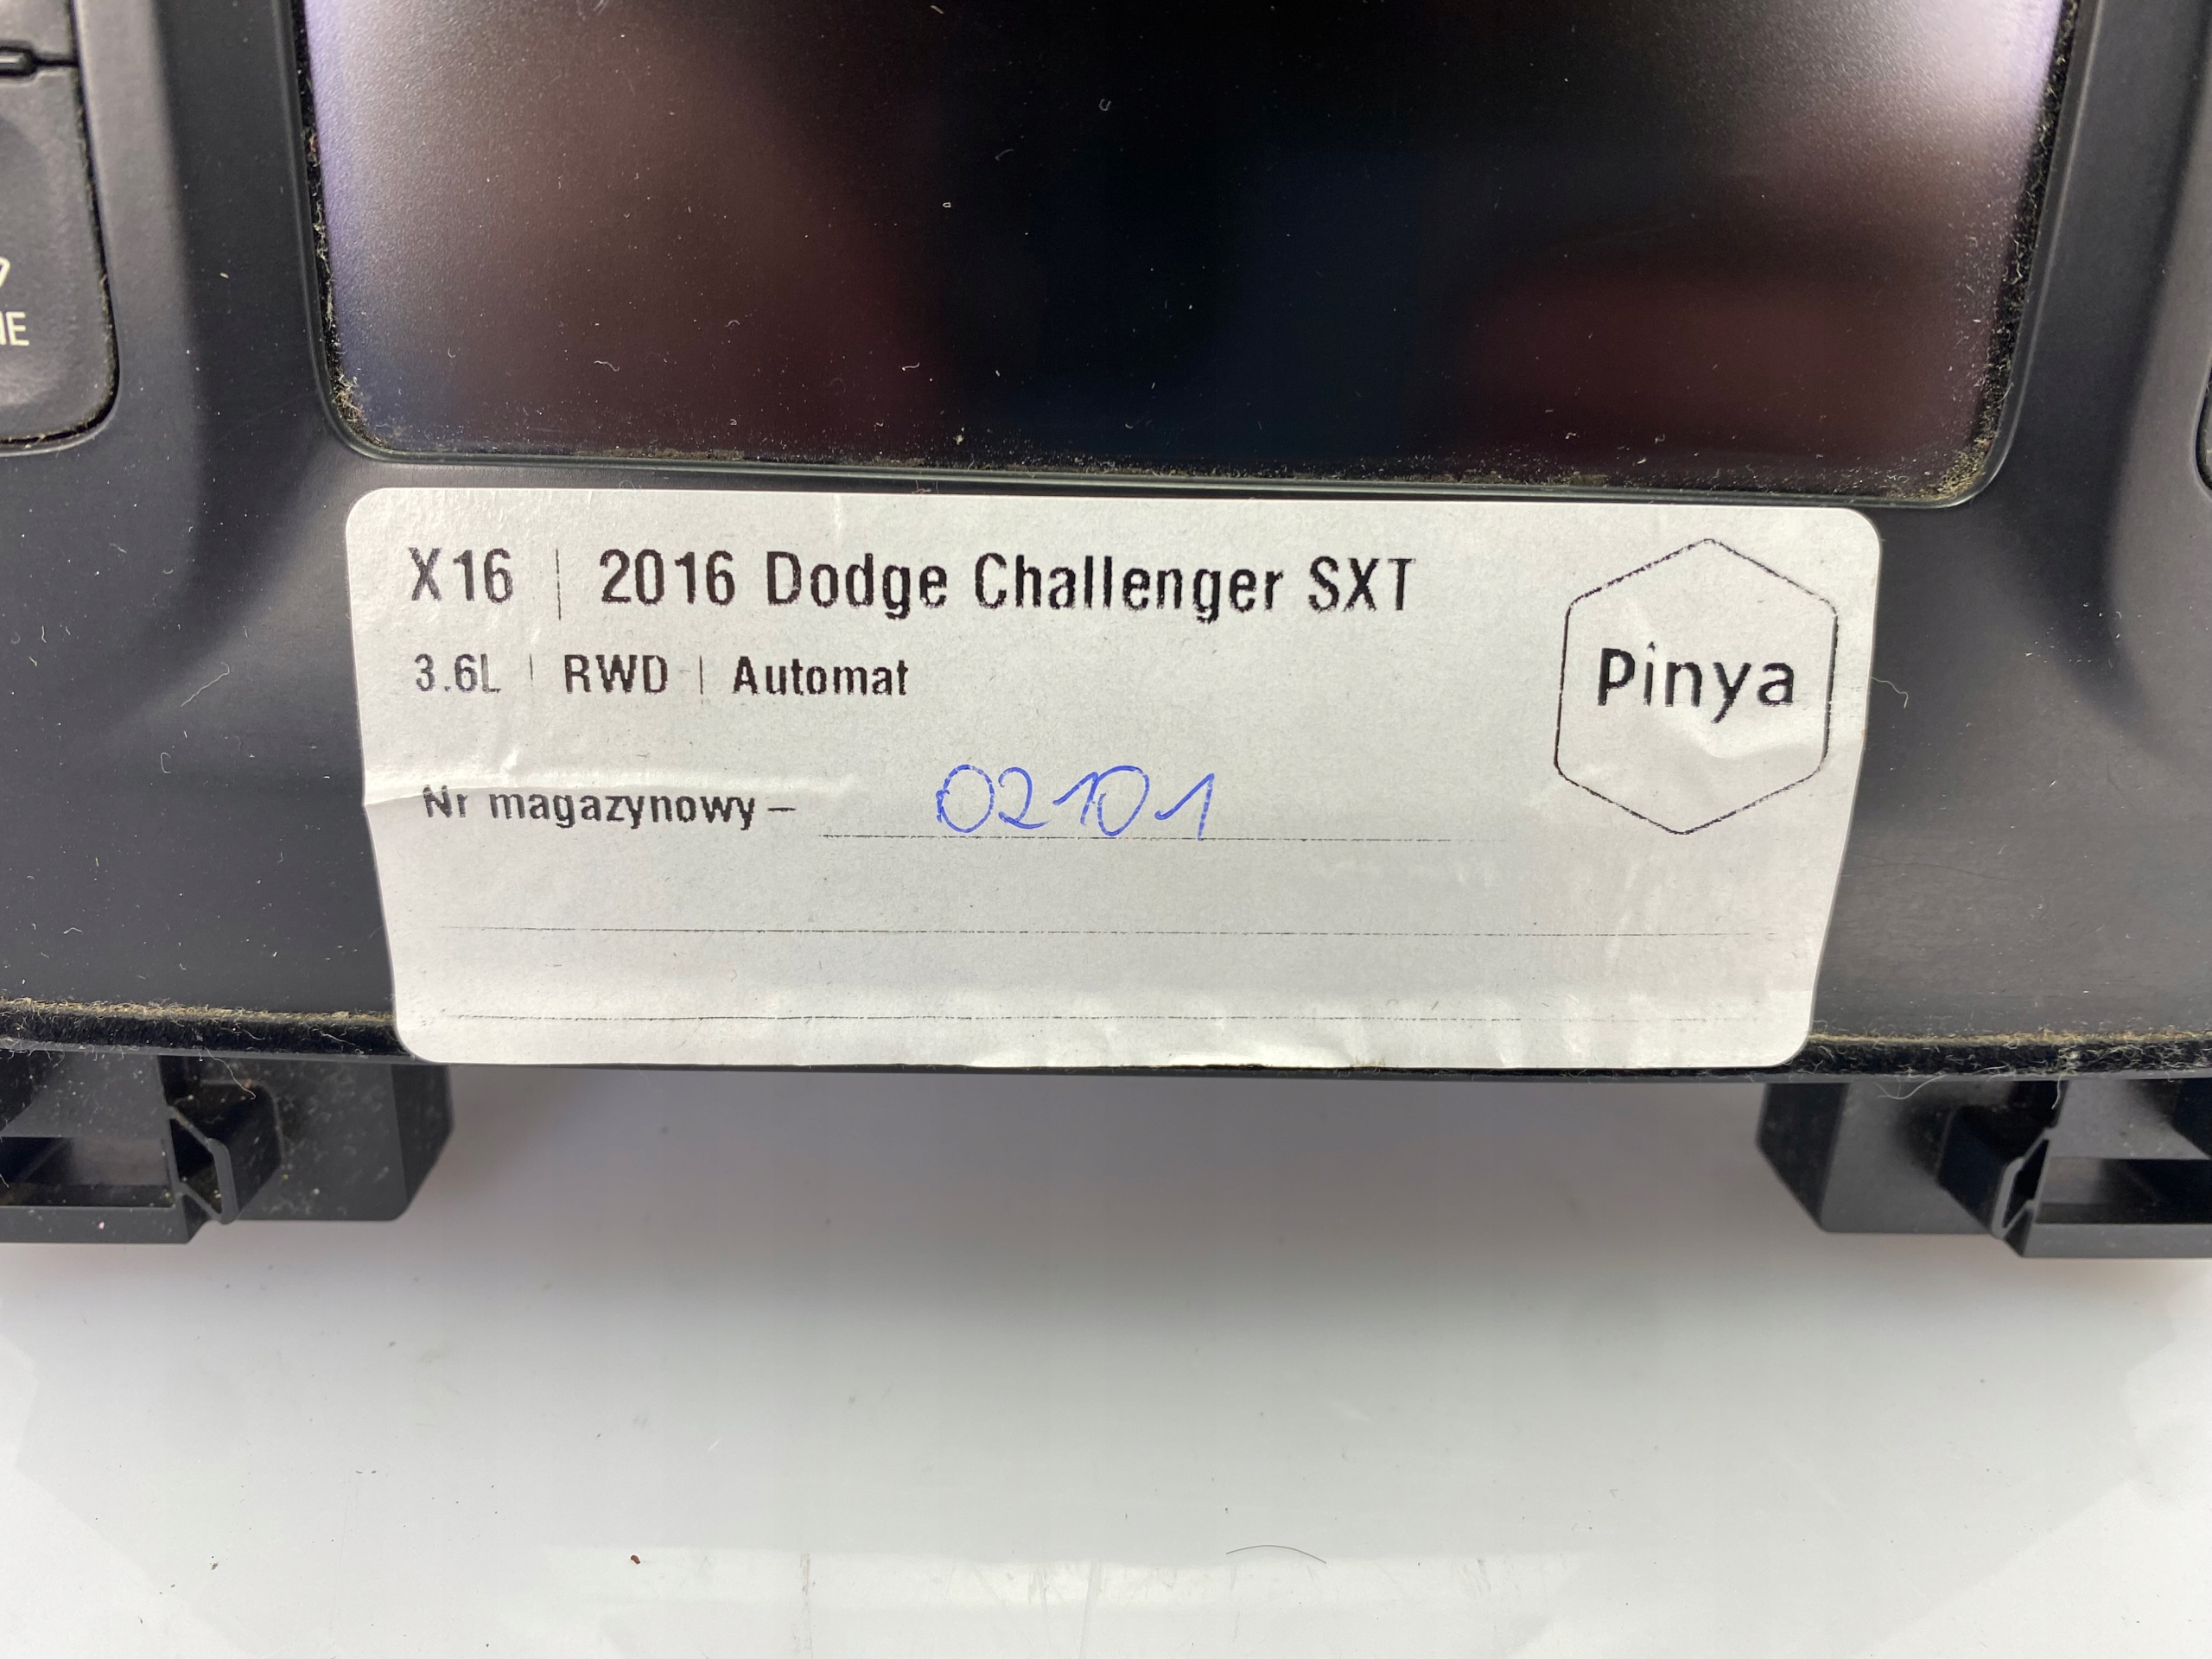 X16 | 2016 Dodge Challenger SXT
3.6L | RWD | Automat
Pinya
Nr magazynowy – 02101